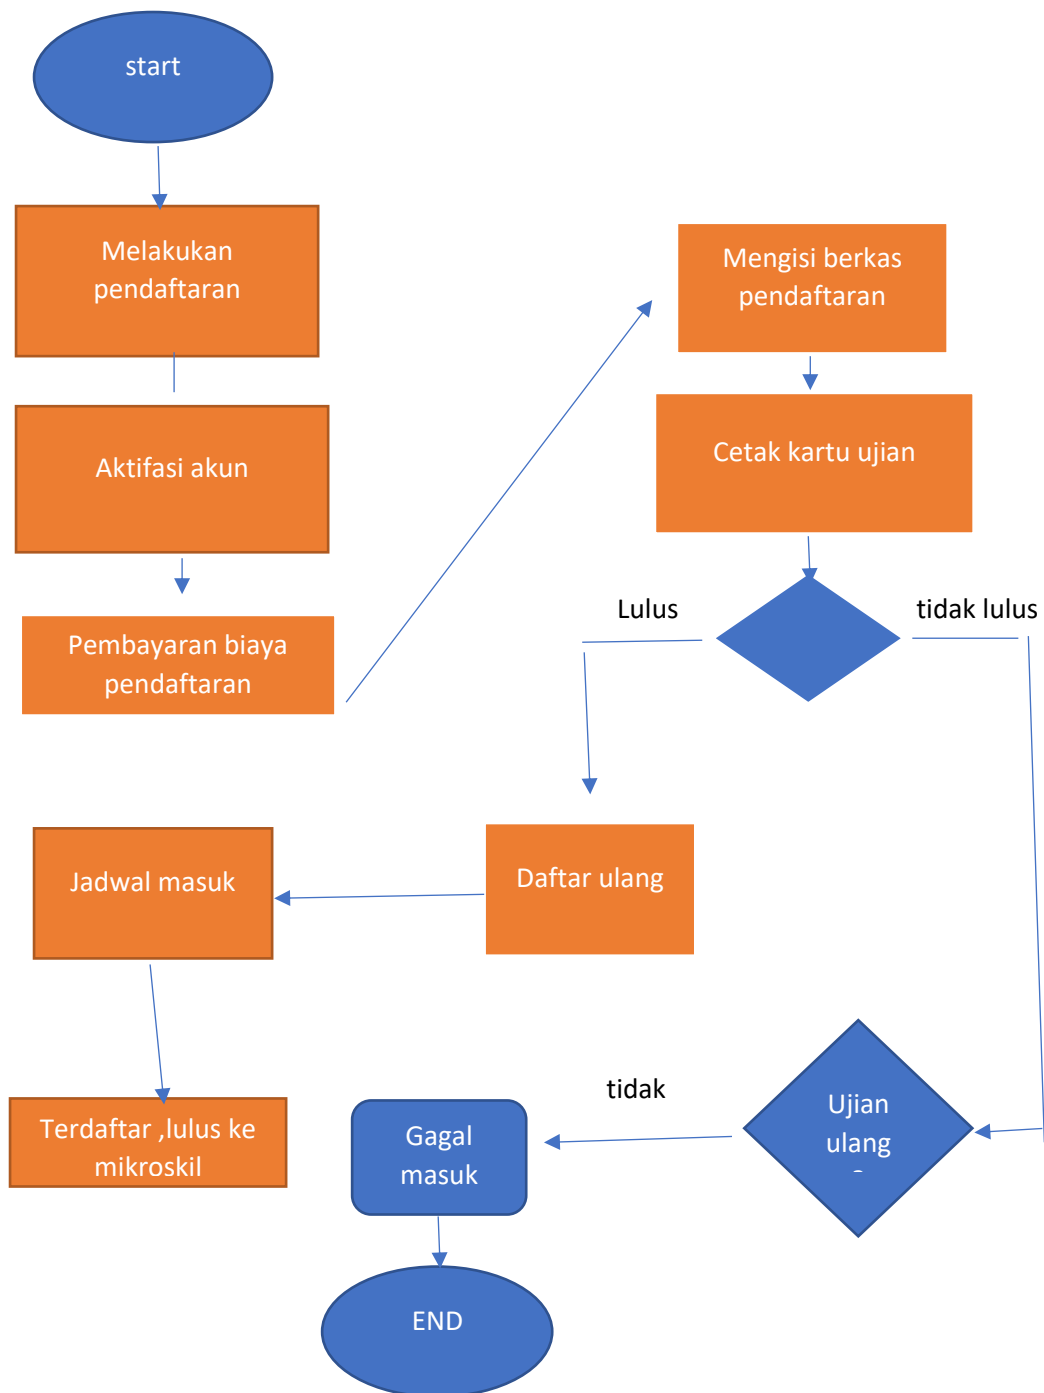 start
Melakukan
pendaftaran
Aktifasi akun
Pembayaran biaya
pendaftaran
Mengisi berkas
pendaftaran
Cetak kartu ujian
Lulus
tidak lulus
Daftar ulang
Jadwal masuk
Terdaftar ,lulus ke
mikroskil
Ujian
ulang
tidak
Gagal
masuk
END